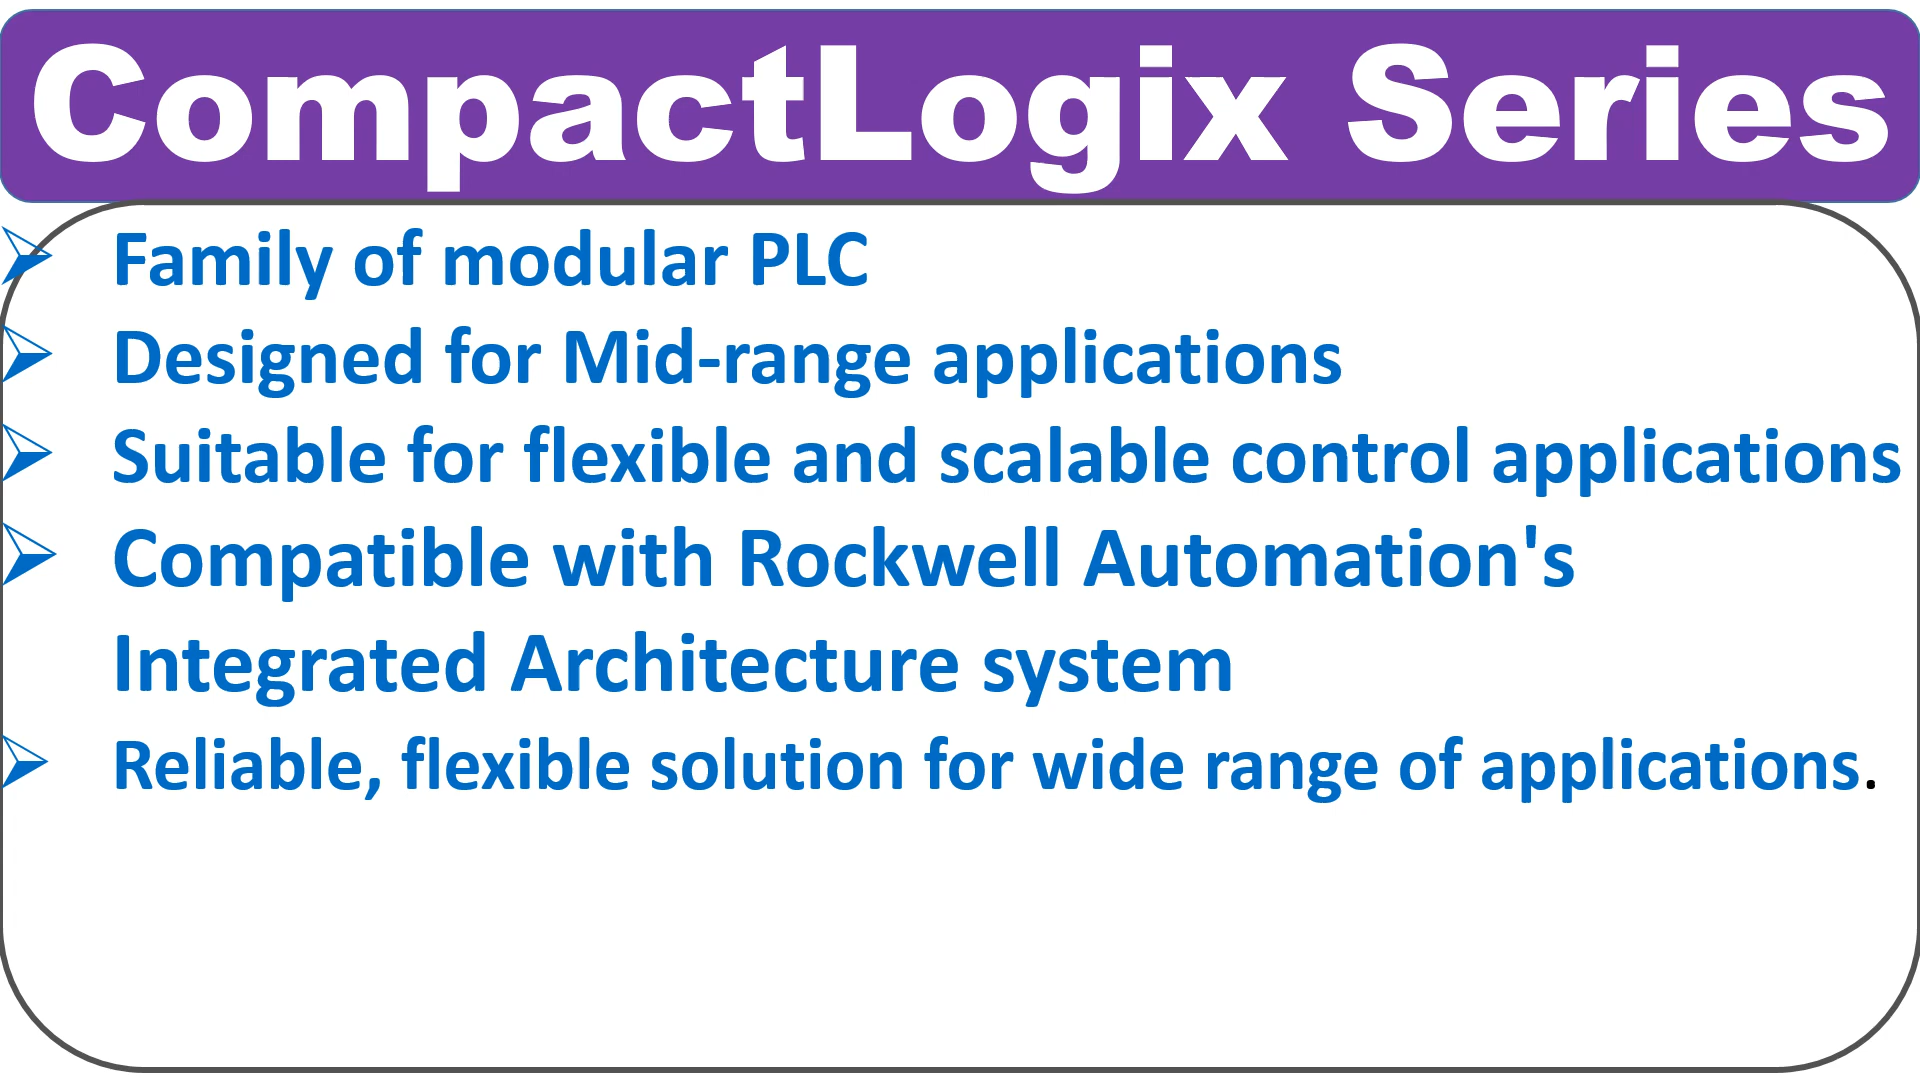 CompactLogix Series
Family of modular PLC
Designed for Mid-range applications
Suitable for flexible and scalable control applications
Compatible with Rockwell Automation's
Integrated Architecture system
Reliable, flexible solution for wide range of applications.